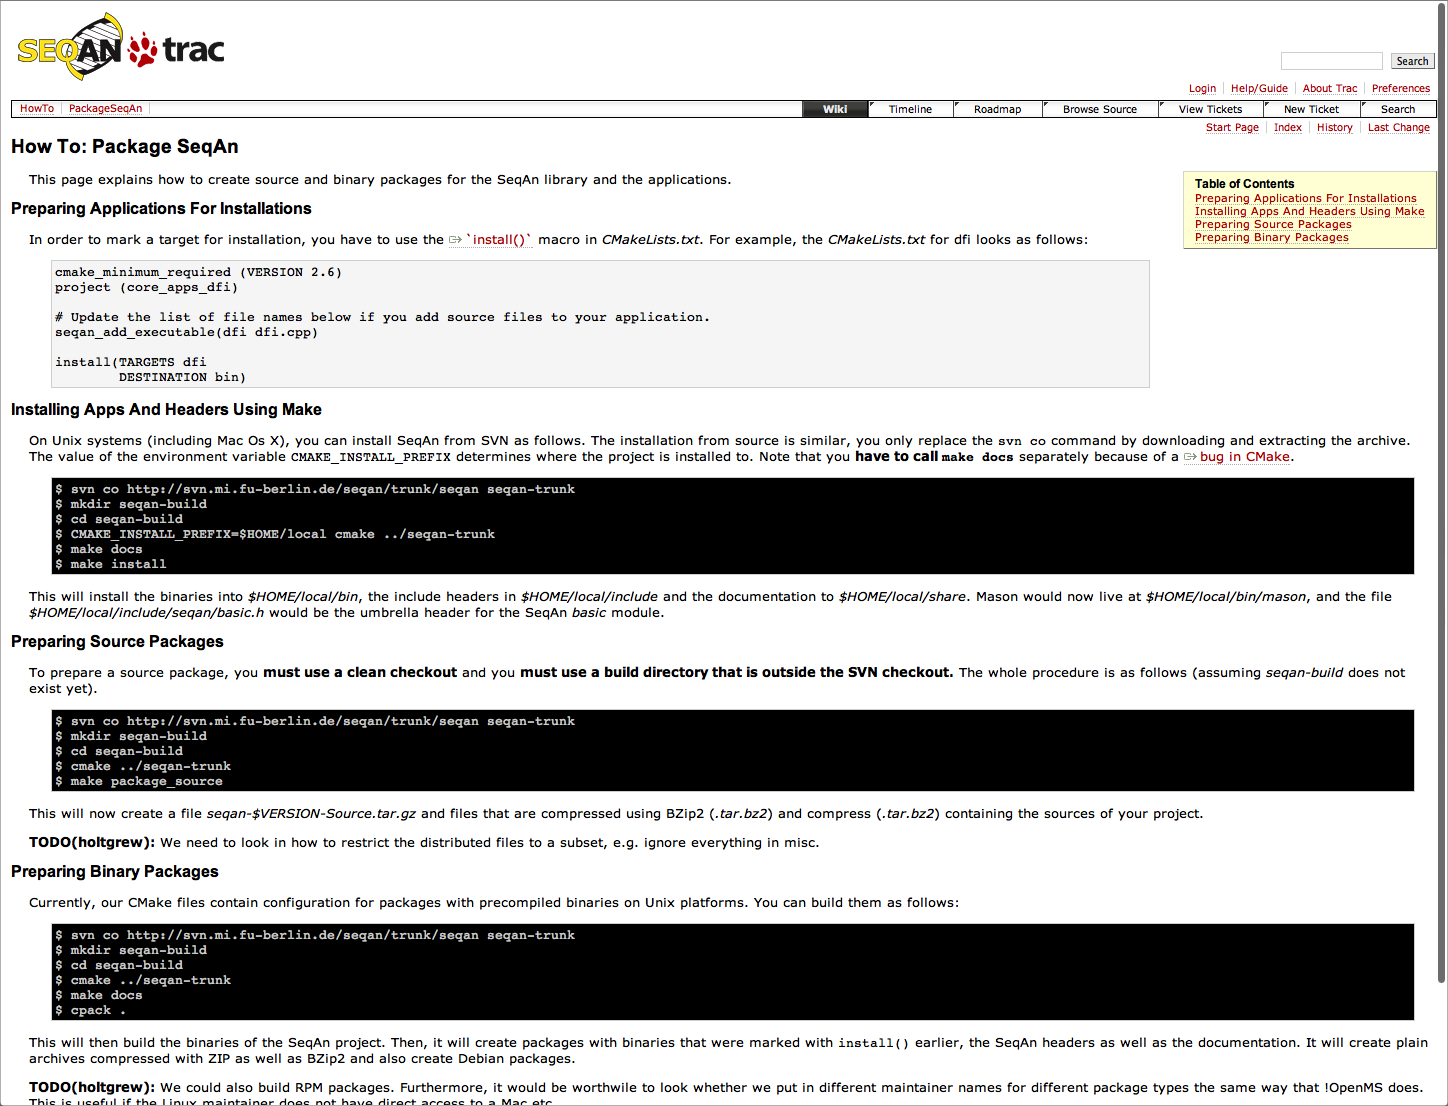 SEQAN trac
Search
Login Help/Guide About Trac Preferences
HowTo PackageSeqAn Wiki Timeline Roadmap Browse Source View Tickets New Ticket Search
Start Page Index History Last Change
How To: Package SeqAn
This page explains how to create source and binary packages for the SeqAn library and the applications.
Table of Contents
Preparing Applications For Installations
Installing Apps And Headers Using Make
Preparing Source Packages
Preparing Binary Packages
Preparing Applications For Installations
In order to mark a target for installation, you have to use the `install()` macro in CMakeLists.txt. For example, the CMakeLists.txt for dfi looks as follows:
cmake_minimum_required (VERSION 2.6)
project (core_apps_dfi)
# Update the list of file names below if you add source files to your application.
seqan_add_executable(dfi dfi.cpp)
install(TARGETS dfi
DESTINATION bin)
Installing Apps And Headers Using Make
On Unix systems (including Mac Os X), you can install SeqAn from SVN as follows. The installation from source is similar, you only replace the svn co command by downloading and extracting the archive.
The value of the environment variable CMAKE_INSTALL_PREFIX determines where the project is installed to. Note that you have to call make docs separately because of a bug in CMake.
$ svn co http://svn.mi.fu-berlin.de/seqan/trunk/seqan seqan-trunk
$ mkdir seqan-build
$ cd seqan-build
$ CMAKE_INSTALL_PREFIX=$HOME/local cmake ../seqan-trunk
$ make docs
$ make install
This will install the binaries into $HOME/local/bin, the include headers in $HOME/local/include and the documentation to $HOME/local/share. Mason would now live at $HOME/local/bin/mason, and the file
$HOME/local/include/seqan/basic.h would be the umbrella header for the SeqAn basic module.
Preparing Source Packages
To prepare a source package, you must use a clean checkout and you must use a build directory that is outside the SVN checkout. The whole procedure is as follows (assuming seqan-build does not
exist yet).
$ svn co http://svn.mi.fu-berlin.de/seqan/trunk/seqan seqan-trunk
$ mkdir seqan-build
$ cd seqan-build
$ cmake ../seqan-trunk
$ make package_source
This will now create a file seqan-$VERSION-Source.tar.gz and files that are compressed using BZip2 (.tar.bz2) and compress (.tar.bz2) containing the sources of your project.
TODO(holtgrew): We need to look in how to restrict the distributed files to a subset, e.g. ignore everything in misc.
Preparing Binary Packages
Currently, our CMake files contain configuration for packages with precompiled binaries on Unix platforms. You can build them as follows:
$ svn co http://svn.mi.fu-berlin.de/seqan/trunk/seqan seqan-trunk
$ mkdir seqan-build
$ cd seqan-build
$ cmake ../seqan-trunk
$ make docs
$ cpack .
This will then build the binaries of the SeqAn project. Then, it will create packages with binaries that were marked with install() earlier, the SeqAn headers as well as the documentation. It will create plain
archives compressed with ZIP as well as BZip2 and also create Debian packages.
TODO(holtgrew): We could also build RPM packages. Furthermore, it would be worthwile to look whether we put in different maintainer names for different package types the same way that !OpenMS does.
This is useful if the Linux maintainer does not have direct access to a Mac etc.